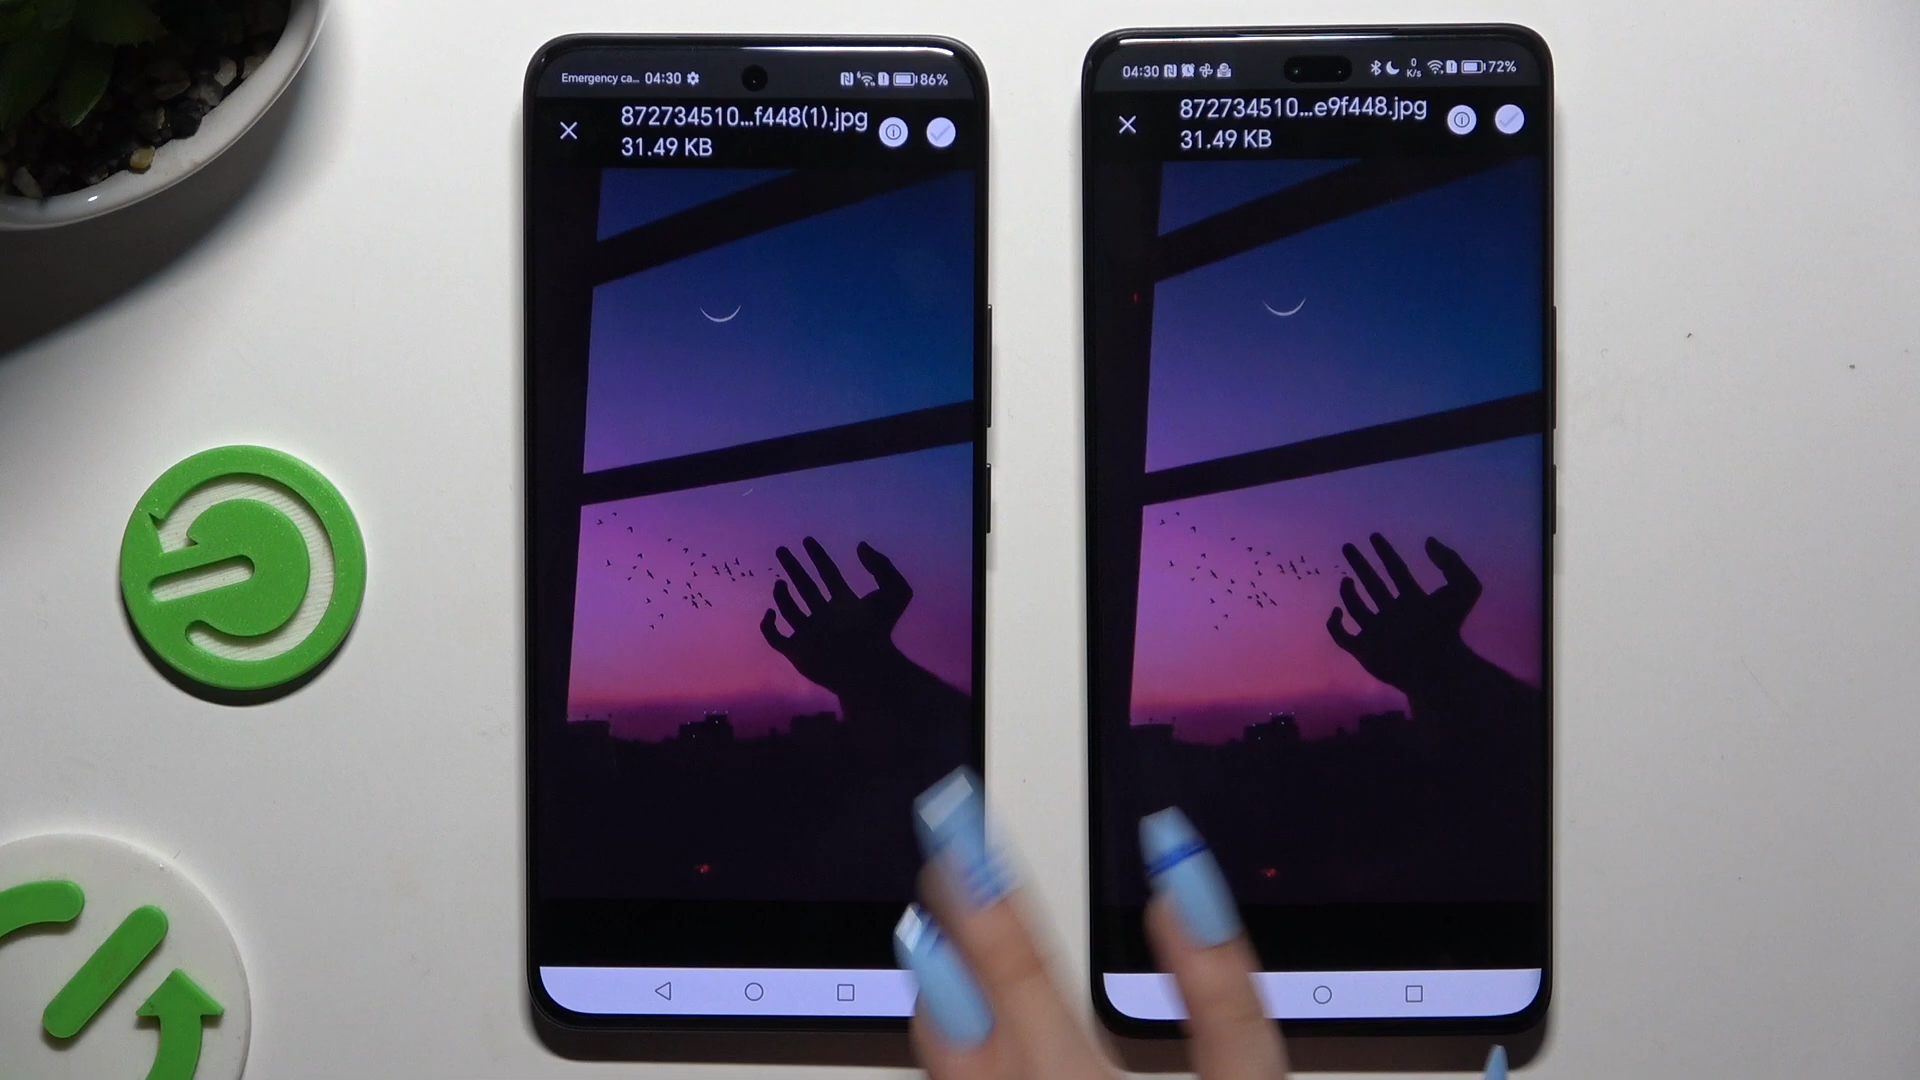 Emergency ca... 04:30 86%
872734510...f448(1).jpg
31.49 KB
04:30 0 K/s 72%
872734510...e9f448.jpg
31.49 KB